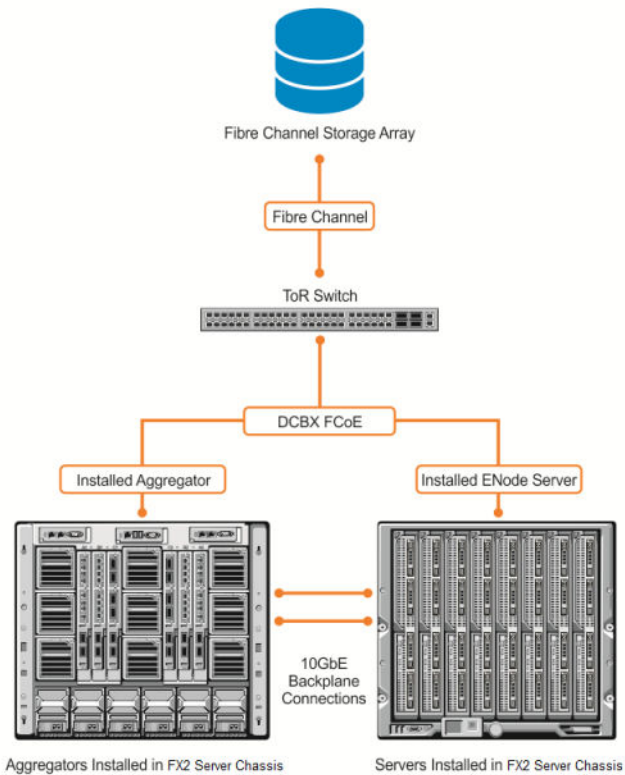 Fibre Channel Storage Array
Fibre Channel
ToR Switch
DCBX FCoE
Installed Aggregator
Installed ENode Server
10GbE
Backplane
Connections
Aggregators Installed in FX2 Server Chassis
Servers Installed in FX2 Server Chassis